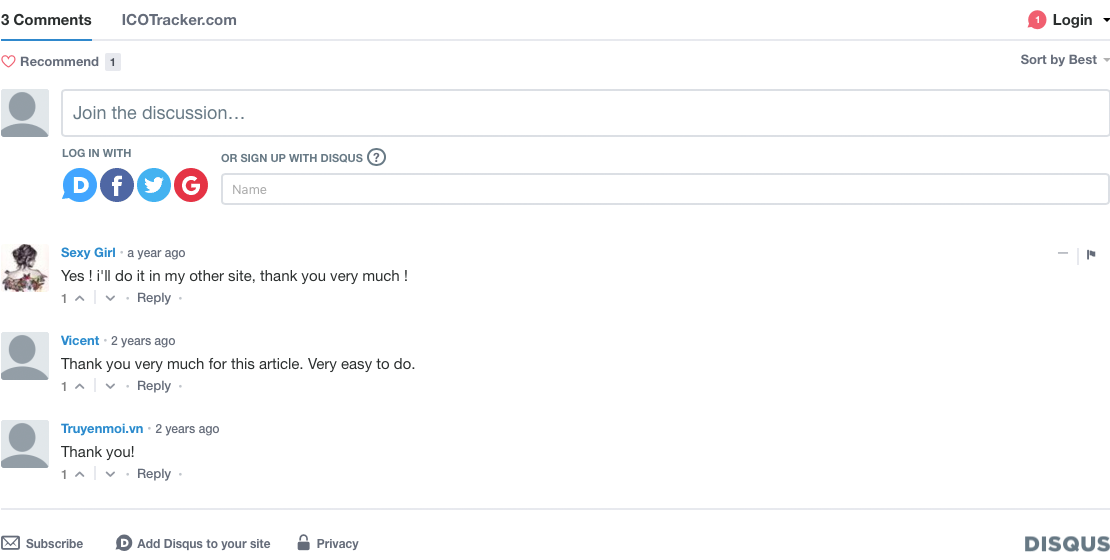 3 Comments ICOTracker.com 1 Login
Recommend 1 Sort by Best
Join the discussion…
LOG IN WITH
OR SIGN UP WITH DISQUS ?
D f G
Name
Sexy Girl · a year ago
Yes ! i'll do it in my other site, thank you very much !
1 Reply
Vicent · 2 years ago
Thank you very much for this article. Very easy to do.
1 Reply
Truyenmoi.vn · 2 years ago
Thank you!
1 Reply
Subscribe D Add Disqus to your site Privacy DISQUS